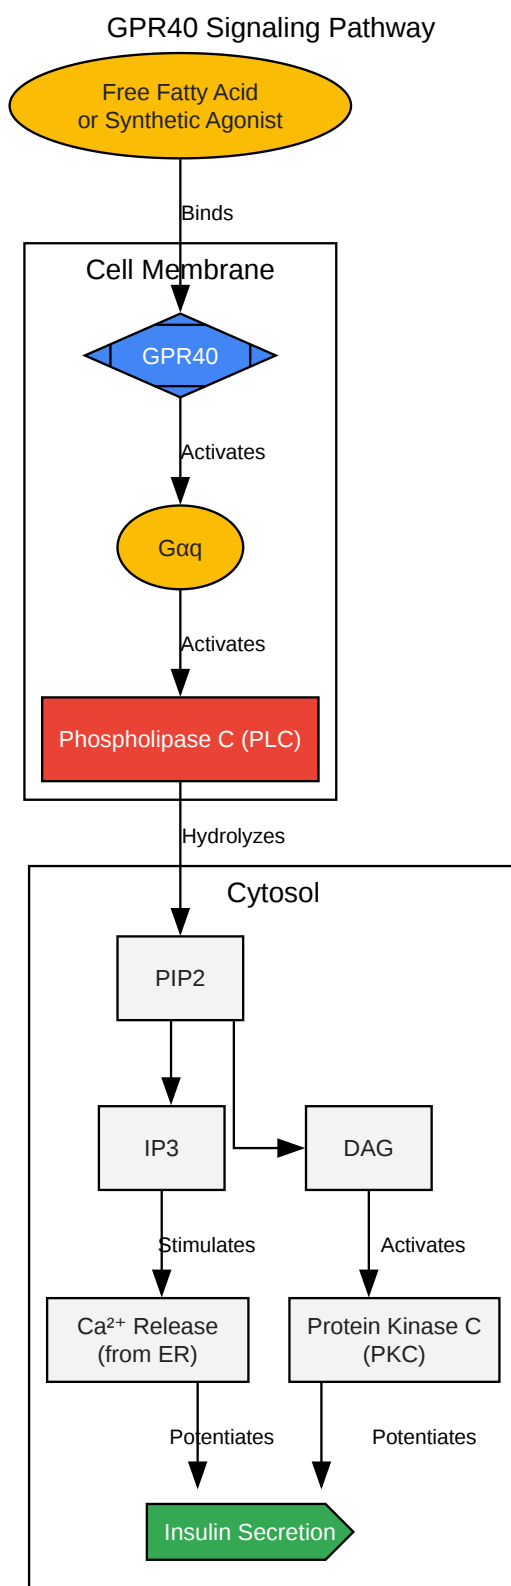 GPR40 Signaling Pathway
Free Fatty Acid
or Synthetic Agonist
Binds
Cell Membrane
GPR40
Activates
Gαq
Activates
Phospholipase C (PLC)
Hydrolyzes
Cytosol
PIP2
IP3
DAG
Stimulates
Activates
Ca²⁺ Release
(from ER)
Protein Kinase C
(PKC)
Potentiates
Potentiates
Insulin Secretion